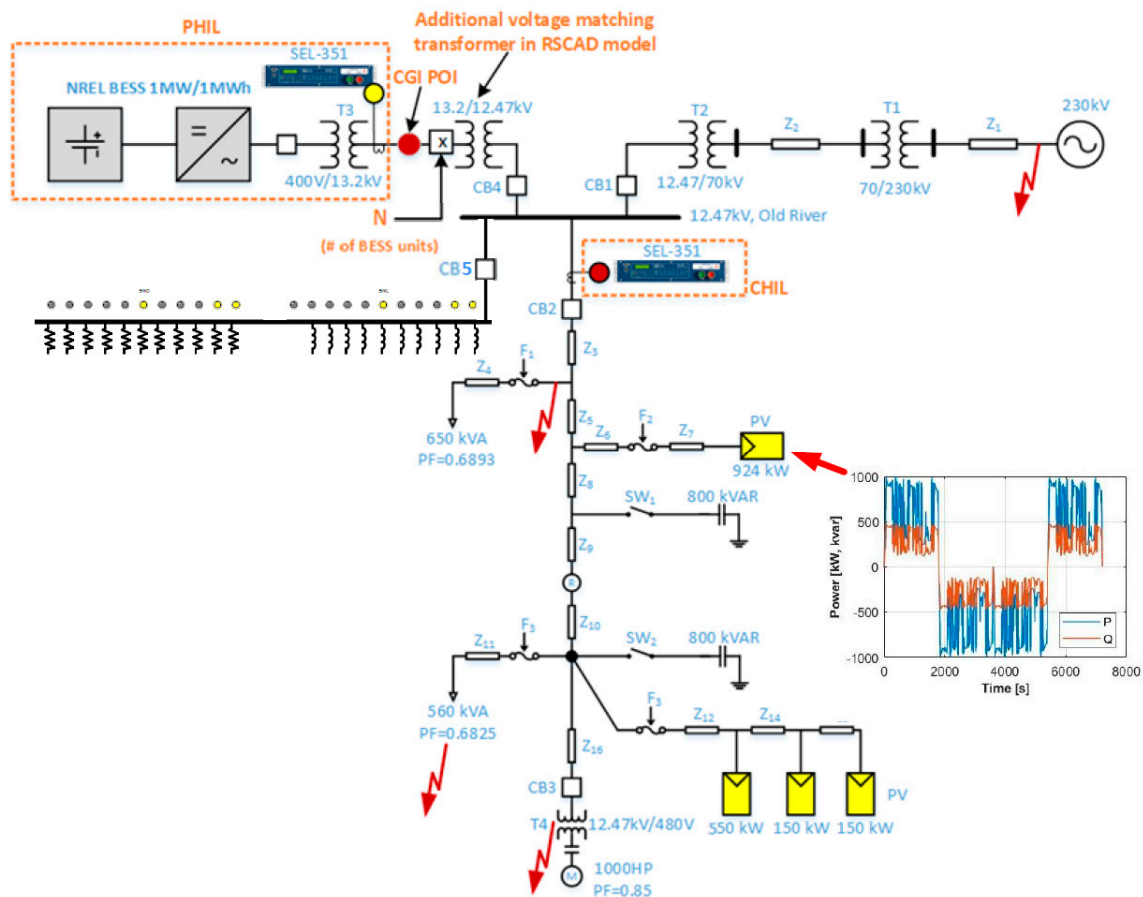 PHIL
SEL-351
NREL BESS 1MW/1MWh
T3
400V/13.2kV
CGI POI
Additional voltage matching
transformer in RSCAD model
13.2/12.47kV
X
N
(# of BESS units)
CB4
CB1
T2
12.47/70kV
Z2
T1
70/230kV
Z1
230kV
12.47kV, Old River
CB5
SEL-351
CHIL
CB2
Z3
Z4
F1
650 kVA
PF=0.6893
Z5
Z6
F2
Z7
PV
924 kW
Z8
SW1
800 kVAR
Z9
R
Z10
Z11
F3
560 kVA
PF=0.6825
SW2
800 kVAR
F3
Z12
Z14
550 kW
150 kW
150 kW
PV
Z16
CB3
T4
12.47kV/480V
M
1000HP
PF=0.85
Power [kW, kvar]
1000
500
0
-500
-1000
P
Q
0
2000
4000
6000
8000
Time [s]